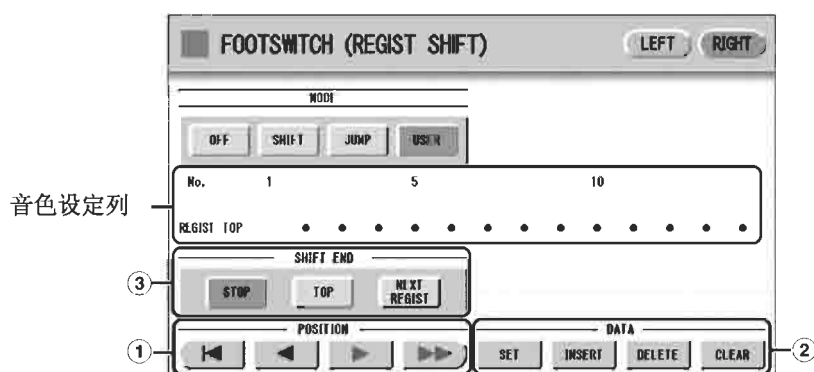 FOOTSWITCH (REGIST SHIFT) LEFT RIGHT
MODE
OFF SHIFT JUMP USER
音色设定列
No. 1 5 10
REGIST TOP
SHIFT END
③
STOP TOP NEXT REGIST
POSITION DATA
①
SET INSERT DELETE CLEAR
②